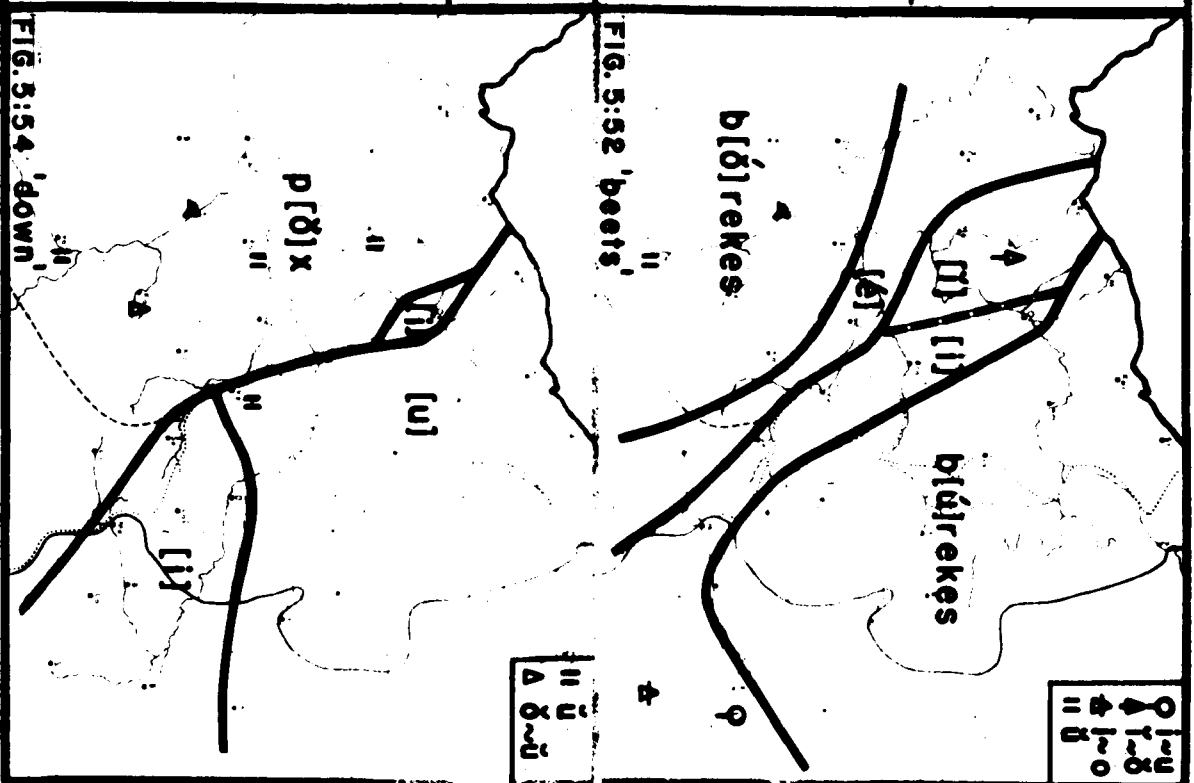 i~u
ĭ~ŏ
i~o
ŭ
[ĭ]
[i]
b[ú]rekes
[é]
b[ŏ́]rekes
FIG. 5:52 'beets'
ŭ
ŏ~ŭ
[i]
[u]
p[ŏ]x
H
[i]
FIG. 5:54 'down'